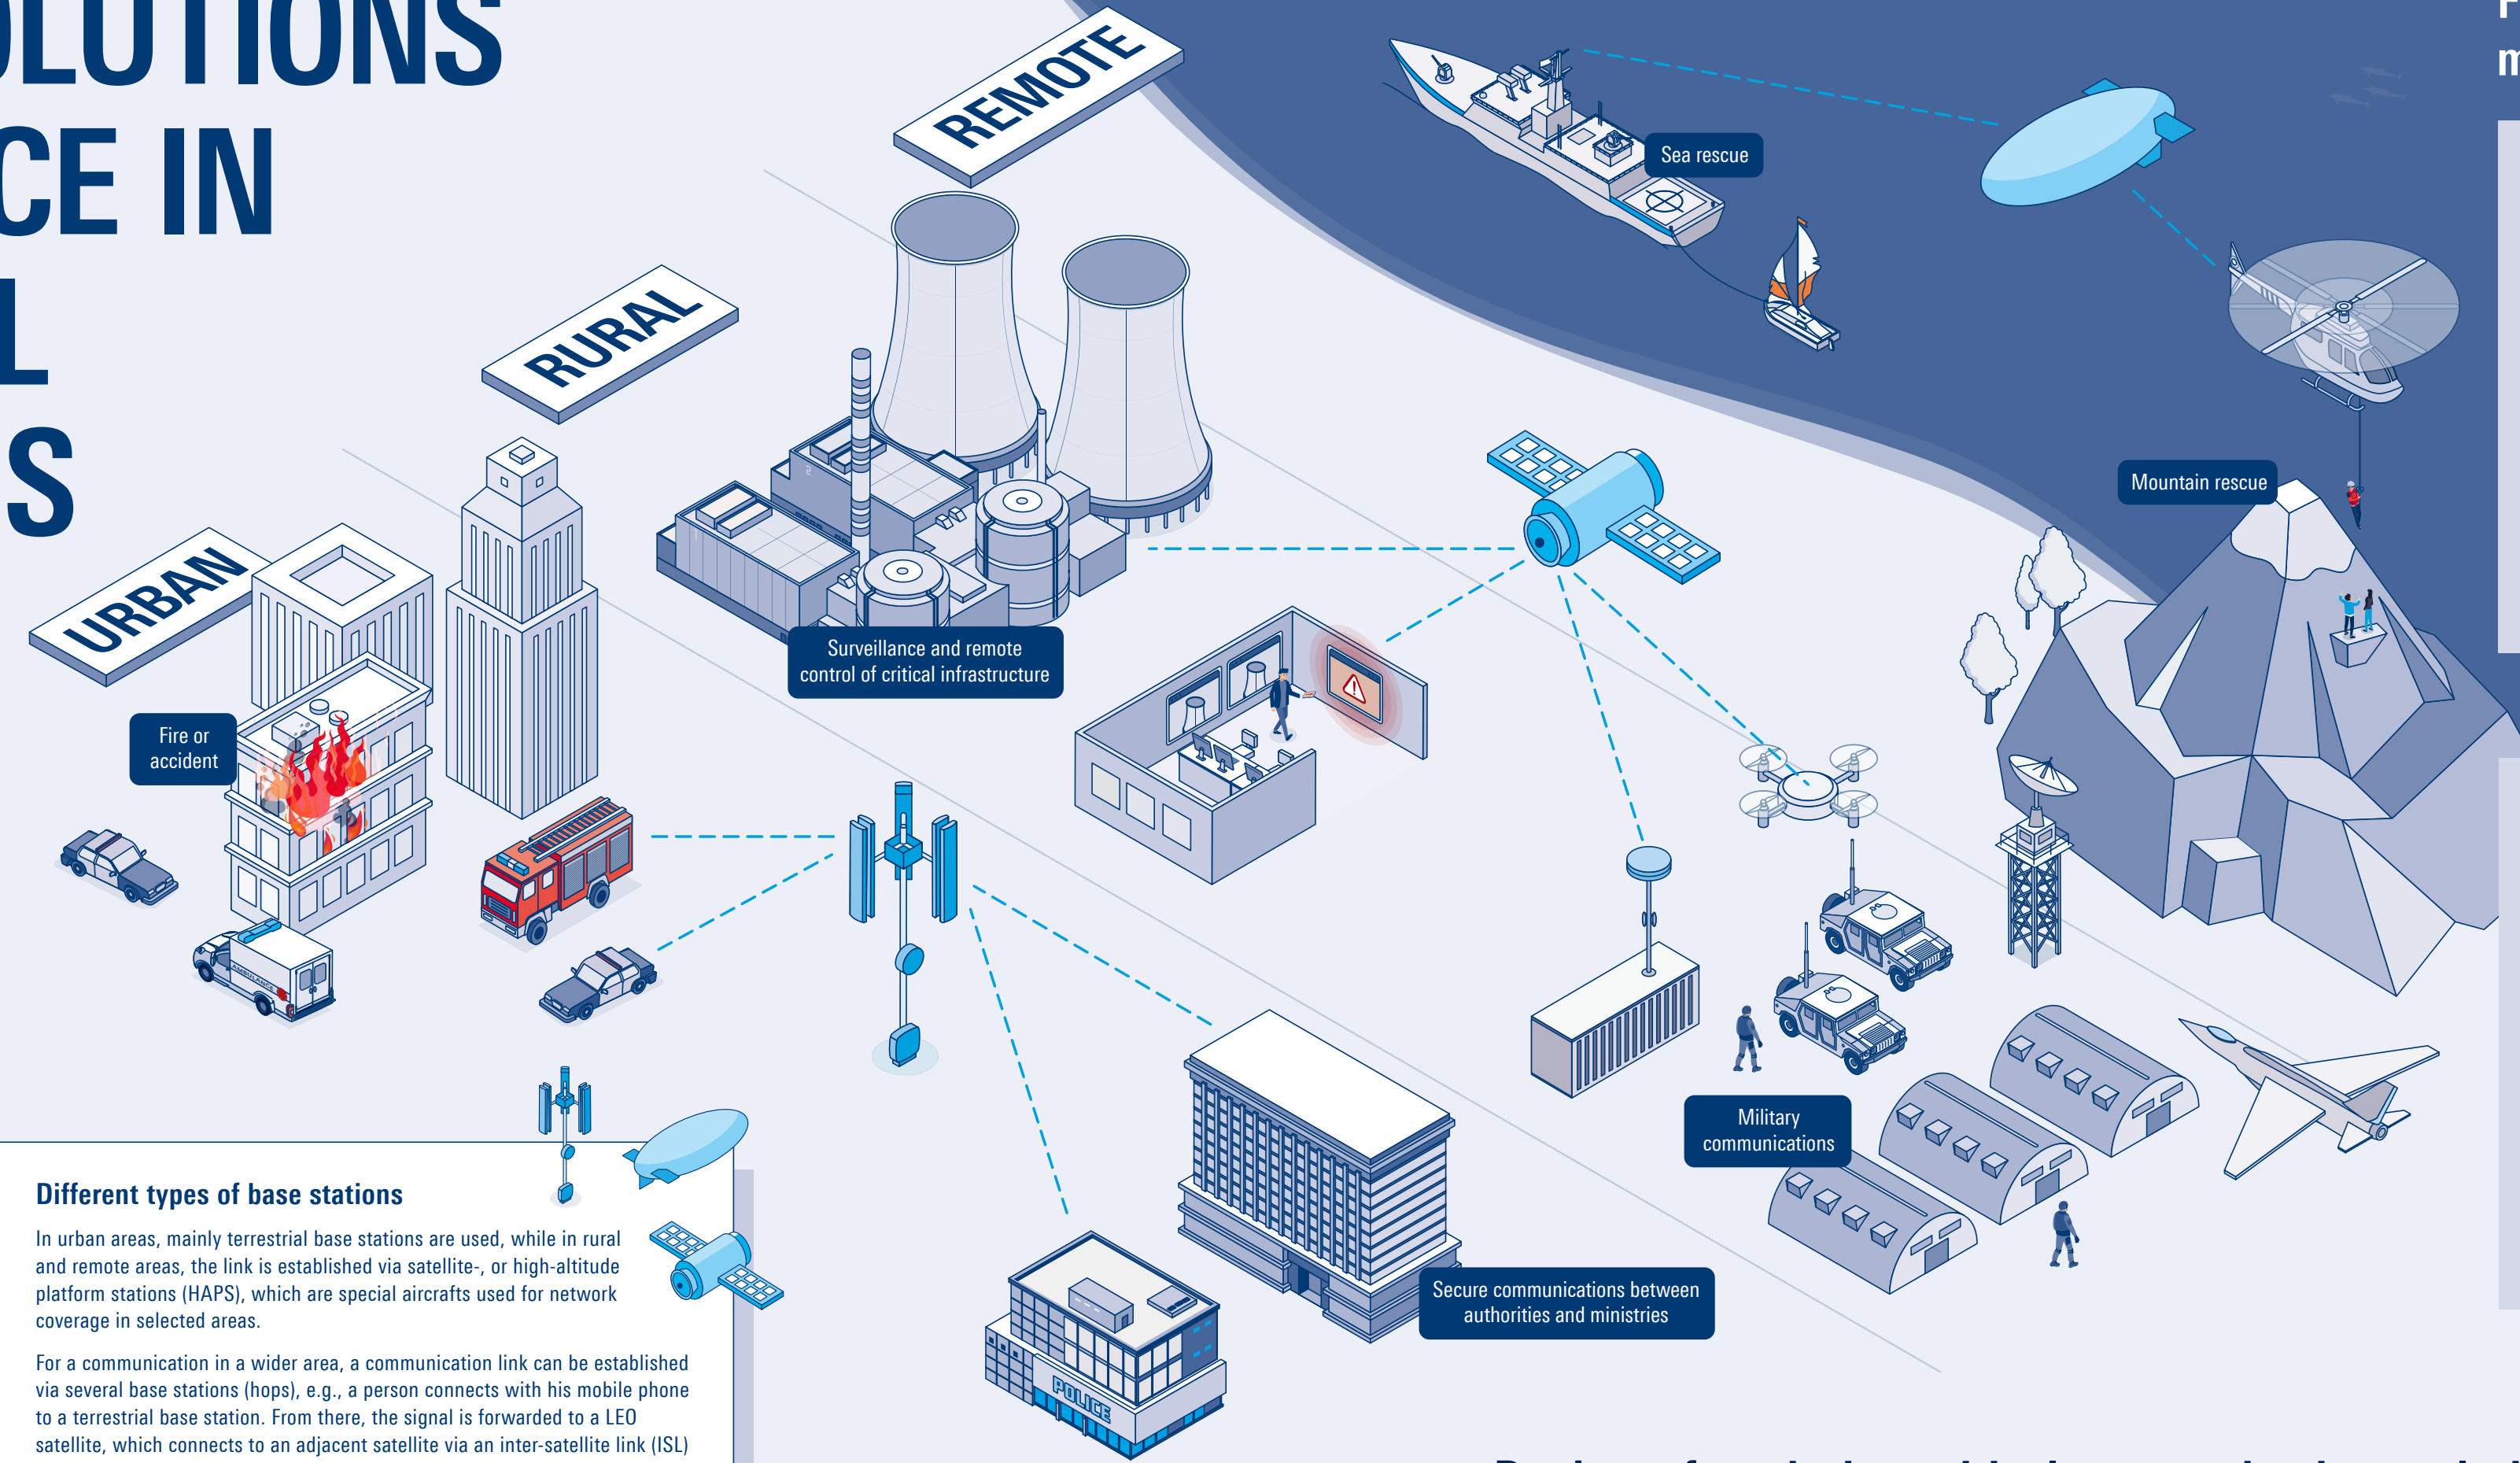 OLUTIONS
CE IN
L
S
REMOTE
RURAL
URBAN
Sea rescue
Mountain rescue
Surveillance and remote
control of critical infrastructure
Fire or
accident
AMBULANCE
Military
communications
Secure communications between
authorities and ministries
POLICE
Different types of base stations
In urban areas, mainly terrestrial base stations are used, while in rural
and remote areas, the link is established via satellite-, or high-altitude
platform stations (HAPS), which are special aircrafts used for network
coverage in selected areas.
For a communication in a wider area, a communication link can be established
via several base stations (hops), e.g., a person connects with his mobile phone
to a terrestrial base station. From there, the signal is forwarded to a LEO
satellite, which connects to an adjacent satellite via an inter-satellite link (ISL)